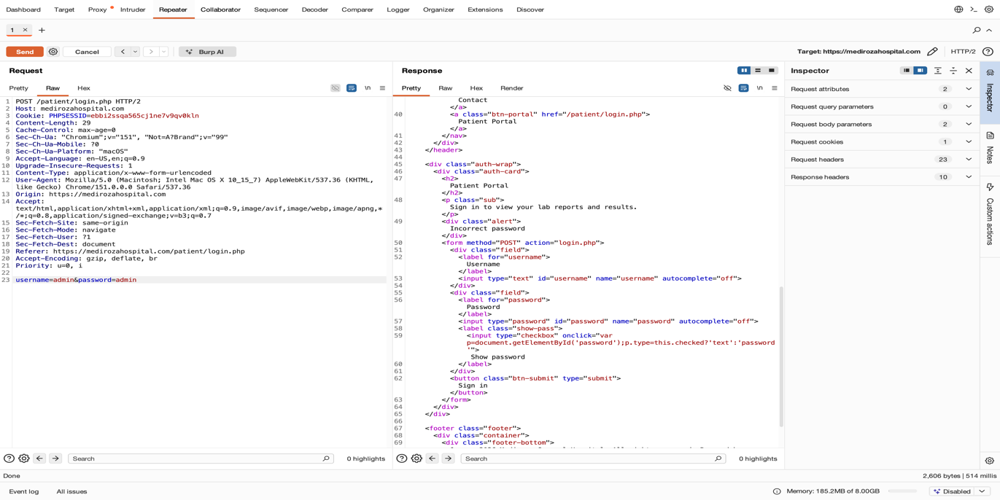 Dashboard Target Proxy Intruder Repeater Collaborator Sequencer Decoder Comparer Logger Organizer Extensions Discover
1 × +
Send Cancel < > Burp AI Target: https://medirozahospital.com HTTP/2 ?
Request
Pretty Raw Hex \n
1 POST /patient/login.php HTTP/2
2 Host: medirozahospital.com
3 Cookie: PHPSESSID=ebbi2ssqa565cj1ne7v9qv0kln
4 Content-Length: 29
5 Cache-Control: max-age=0
6 Sec-Ch-Ua: "Chromium";v="151", "Not=A?Brand";v="99"
7 Sec-Ch-Ua-Mobile: ?0
8 Sec-Ch-Ua-Platform: "macOS"
9 Accept-Language: en-US,en;q=0.9
10 Upgrade-Insecure-Requests: 1
11 Content-Type: application/x-www-form-urlencoded
12 User-Agent: Mozilla/5.0 (Macintosh; Intel Mac OS X 10_15_7) AppleWebKit/537.36 (KHTML,
like Gecko) Chrome/151.0.0.0 Safari/537.36
13 Origin: https://medirozahospital.com
14 Accept:
text/html,application/xhtml+xml,application/xml;q=0.9,image/avif,image/webp,image/apng,*
/*;q=0.8,application/signed-exchange;v=b3;q=0.7
15 Sec-Fetch-Site: same-origin
16 Sec-Fetch-Mode: navigate
17 Sec-Fetch-User: ?1
18 Sec-Fetch-Dest: document
19 Referer: https://medirozahospital.com/patient/login.php
20 Accept-Encoding: gzip, deflate, br
21 Priority: u=0, i
22
23 username=admin&password=admin
? Search 0 highlights
Response
Pretty Raw Hex Render \n
Contact
</a>
40 <a class="btn-portal" href="/patient/login.php">
Patient Portal
</a>
41 </nav>
42 </div>
43 </header>
44
45 <div class="auth-wrap">
46 <div class="auth-card">
47 <h2>
Patient Portal
</h2>
48 <p class="sub">
Sign in to view your lab reports and results.
</p>
49 <div class="alert">
Incorrect password
</div>
50 <form method="POST" action="login.php">
51 <div class="field">
52 <label for="username">
Username
</label>
53 <input type="text" id="username" name="username" autocomplete="off">
54 </div>
55 <div class="field">
56 <label for="password">
Password
</label>
57 <input type="password" id="password" name="password" autocomplete="off">
58 <label class="show-pass">
59 <input type="checkbox" onclick="var
p=document.getElementById('password');p.type=this.checked?'text':'password
'">
Show password
60 </label>
61 </div>
62 <button class="btn-submit" type="submit">
Sign in
</button>
63 </form>
64 </div>
65 </div>
66
67 <footer class="footer">
68 <div class="container">
69 <div class="footer-bottom">
? Search 0 highlights
Inspector
Request attributes 2
Request query parameters 0
Request body parameters 2
Request cookies 1
Request headers 23
Response headers 10
Inspector
Notes
Custom actions
Done 2,606 bytes | 514 millis
Event log All issues Memory: 185.2MB of 8.00GB Disabled